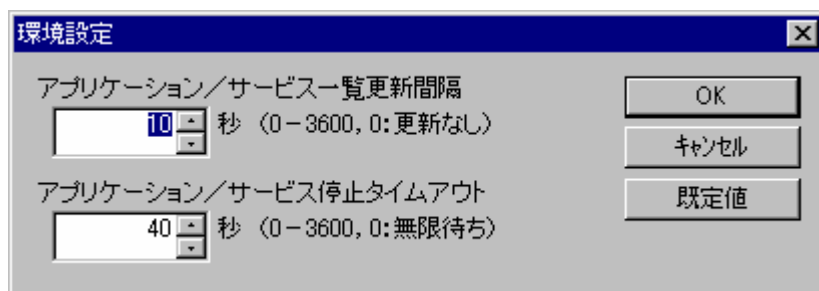 環境設定
アプリケーション／サービス一覧更新間隔
10 秒 (0-3600, 0:更新なし)
アプリケーション／サービス停止タイムアウト
40 秒 (0-3600, 0:無限待ち)
OK
キャンセル
既定値